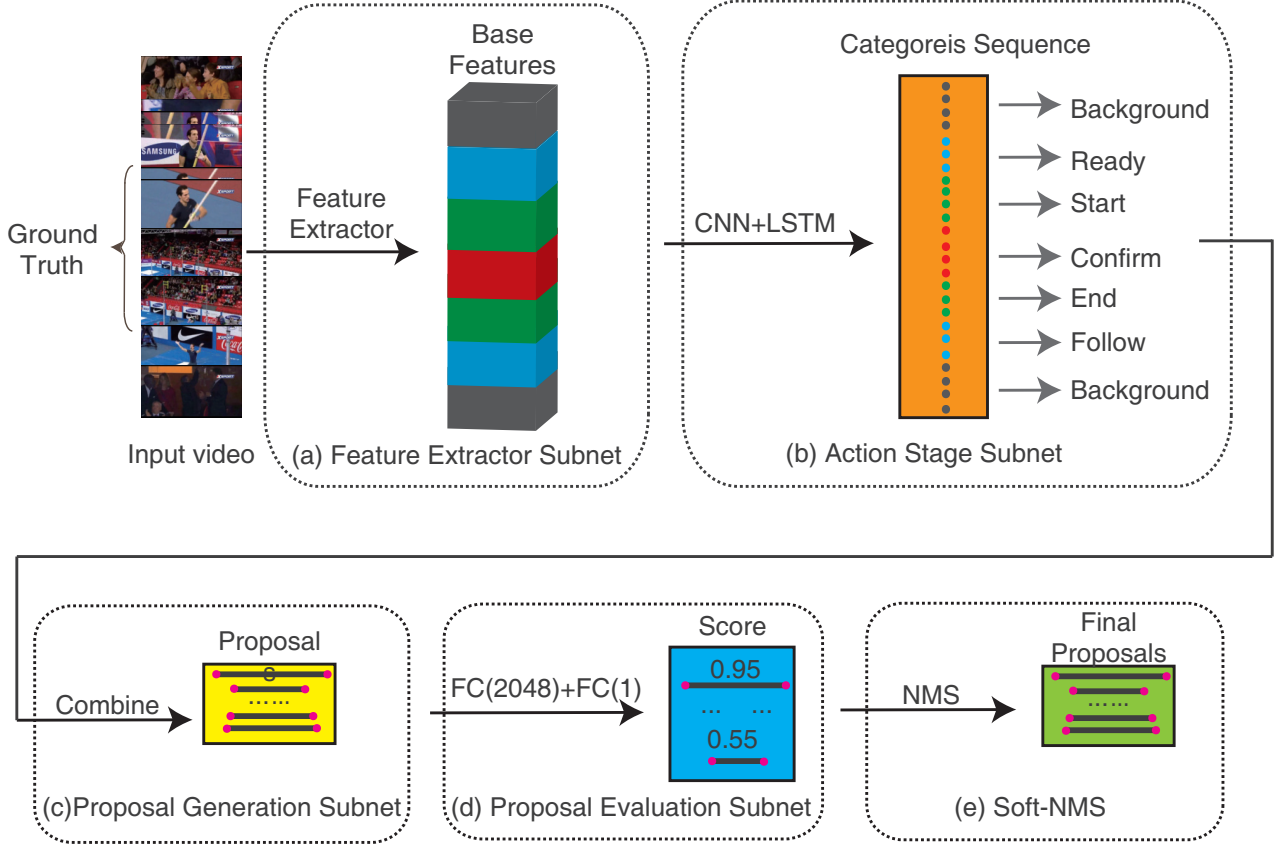 Base
Features
Categoreis Sequence
SAMSUNG
Ground
Truth
Feature
Extractor
CNN+LSTM
Background
Ready
Start
Confirm
End
Follow
Background
Input video
(a) Feature Extractor Subnet
(b) Action Stage Subnet
Proposal
s
Combine
(c)Proposal Generation Subnet
Score
FC(2048)+FC(1)
0.95
... ...
0.55
(d) Proposal Evaluation Subnet
Final
Proposals
NMS
......
(e) Soft-NMS